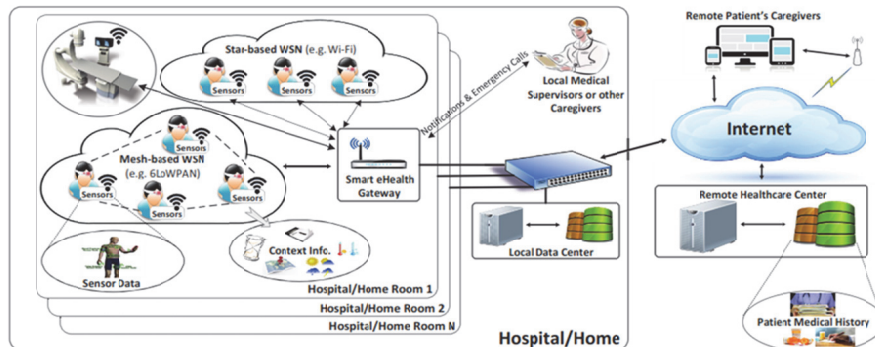 Star-based WSN (e.g. Wi-Fi)
Sensors
Sensors
Sensors
Sensors
Mesh-based WSN
(e.g. 6LoWPAN)
Sensors
Sensors
Sensors
Smart eHealth
Gateway
Notifications & Emergency Calls
Local Medical
Supervisors or other
Caregivers
Sensor Data
Context Info.
Hospital/Home Room 1
Hospital/Home Room 2
Hospital/Home Room N
Local Data Center
Hospital/Home
Remote Patient's Caregivers
Internet
Remote Healthcare Center
Patient Medical History